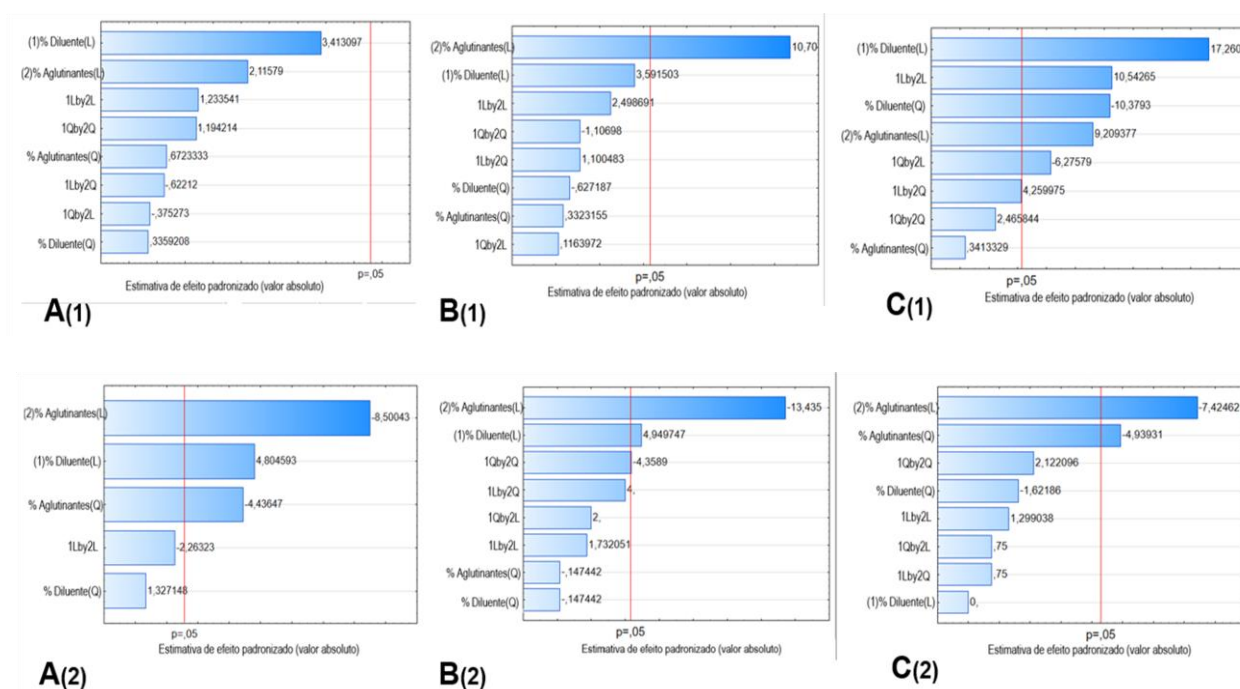 (1)% Diluente(L)
3,413097
(2)% Aglutinantes(L)
2,11579
1Lby2L
1,233541
1Qby2Q
1,194214
% Aglutinantes(Q)
,6723333
1Lby2Q
-,62212
1Qby2L
-,375273
% Diluente(Q)
,3359208
p=,05
Estimativa de efeito padronizado (valor absoluto)
A(1)
(2)% Aglutinantes(L)
10,70
(1)% Diluente(L)
3,591503
1Lby2L
2,498691
1Qby2Q
-1,10698
1Lby2Q
1,100483
% Diluente(Q)
-,627187
% Aglutinantes(Q)
,3323155
1Qby2L
,1163972
p=,05
Estimativa de efeito padronizado (valor absoluto)
B(1)
(1)% Diluente(L)
17,260
1Lby2L
10,54265
% Diluente(Q)
-10,3793
(2)% Aglutinantes(L)
9,209377
1Qby2L
-6,27579
1Lby2Q
4,259975
1Qby2Q
2,465844
% Aglutinantes(Q)
,3413329
p=,05
Estimativa de efeito padronizado (valor absoluto)
C(1)
(2)% Aglutinantes(L)
-8,50043
(1)% Diluente(L)
4,804593
% Aglutinantes(Q)
-4,43647
1Lby2L
-2,26323
% Diluente(Q)
1,327148
p=,05
Estimativa de efeito padronizado (valor absoluto)
A(2)
(2)% Aglutinantes(L)
-13,435
(1)% Diluente(L)
4,949747
1Qby2Q
-4,3589
1Lby2Q
4,
1Qby2L
2,
1Lby2L
1,732051
% Aglutinantes(Q)
-,147442
% Diluente(Q)
-,147442
p=,05
Estimativa de efeito padronizado (valor absoluto)
B(2)
(2)% Aglutinantes(L)
-7,42462
% Aglutinantes(Q)
-4,93931
1Qby2Q
2,122096
% Diluente(Q)
-1,62186
1Lby2L
1,299038
1Qby2L
,75
1Lby2Q
,75
(1)% Diluente(L)
0,
p=,05
Estimativa de efeito padronizado (valor absoluto)
C(2)